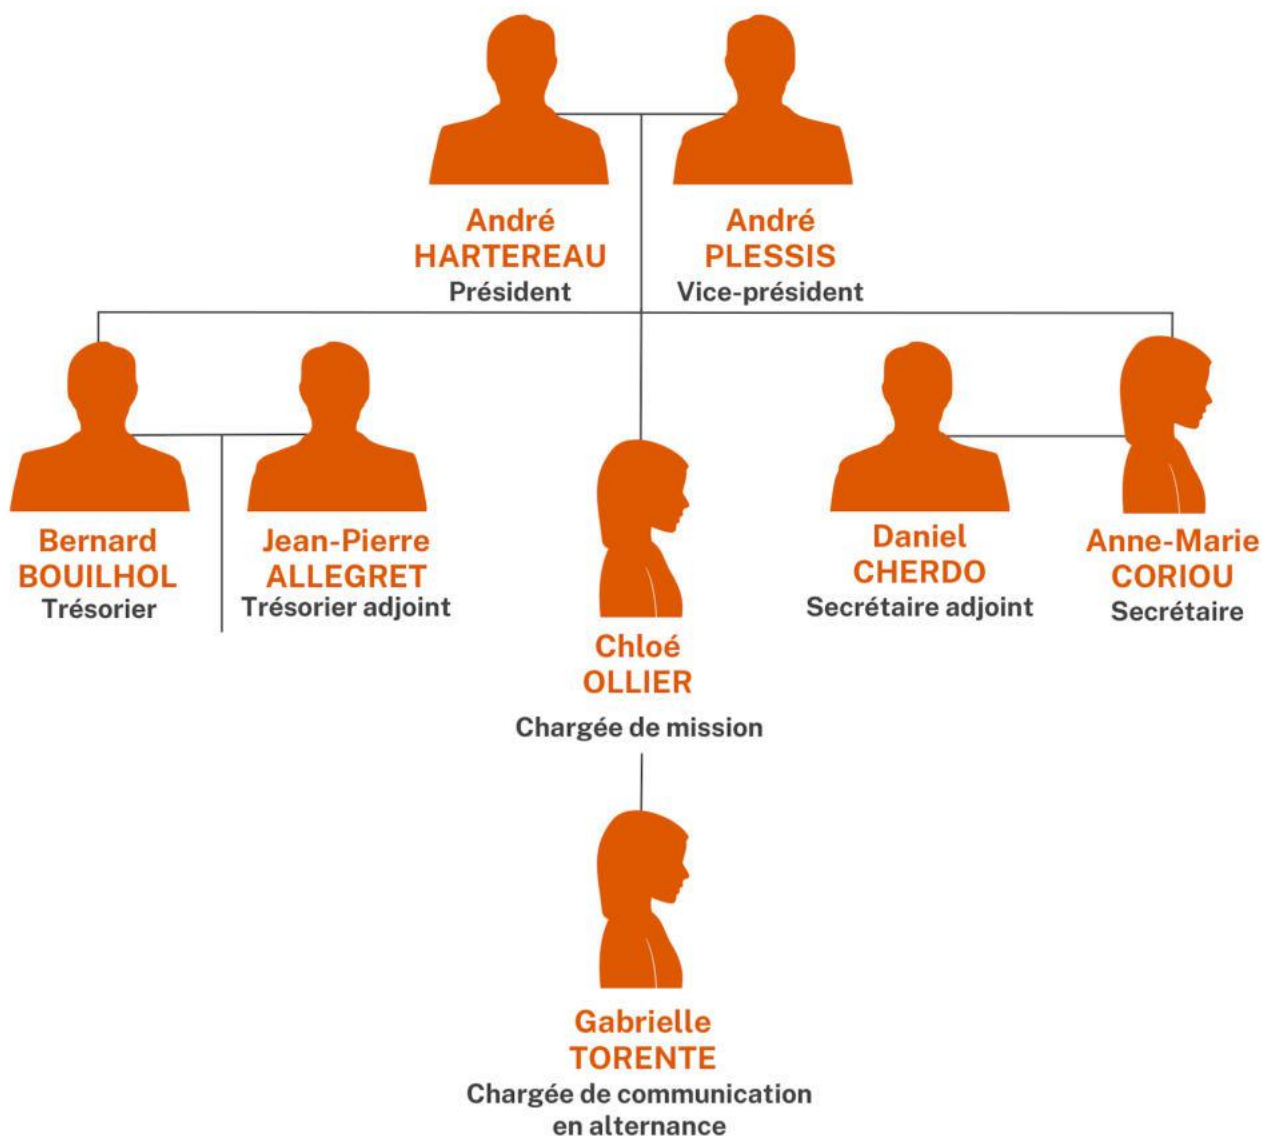 André
HARTEREAU
Président
André
PLESSIS
Vice-président
Bernard
BOUILHOL
Trésorier
Jean-Pierre
ALLEGRET
Trésorier adjoint
Daniel
CHERDO
Secrétaire adjoint
Anne-Marie
CORIOU
Secrétaire
Chloé
OLLIER
Chargée de mission
Gabrielle
TORENTE
Chargée de communication
en alternance